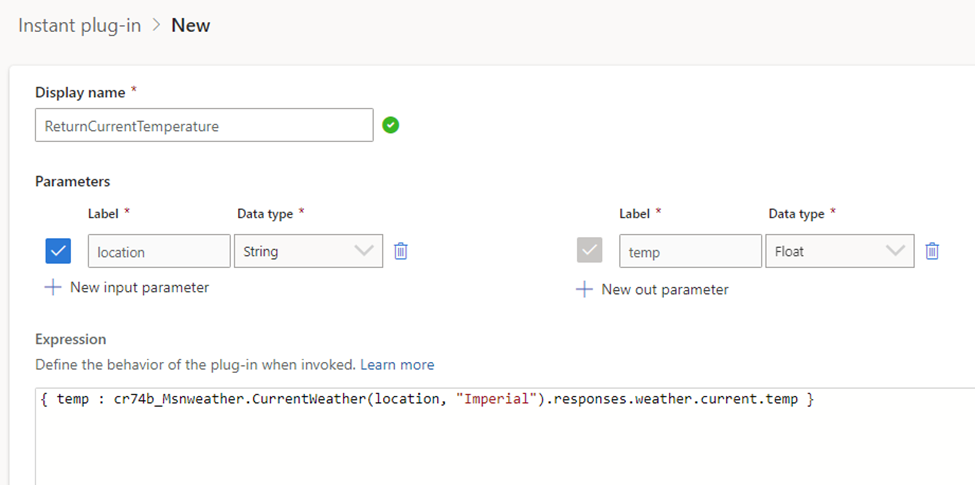 Instant plug-in > New
Display name *
ReturnCurrentTemperature
Parameters
Label * Data type * Label * Data type *
location String temp Float
New input parameter New out parameter
Expression
Define the behavior of the plug-in when invoked. Learn more
{ temp : cr74b_Msnweather.CurrentWeather(location, "Imperial").responses.weather.current.temp }